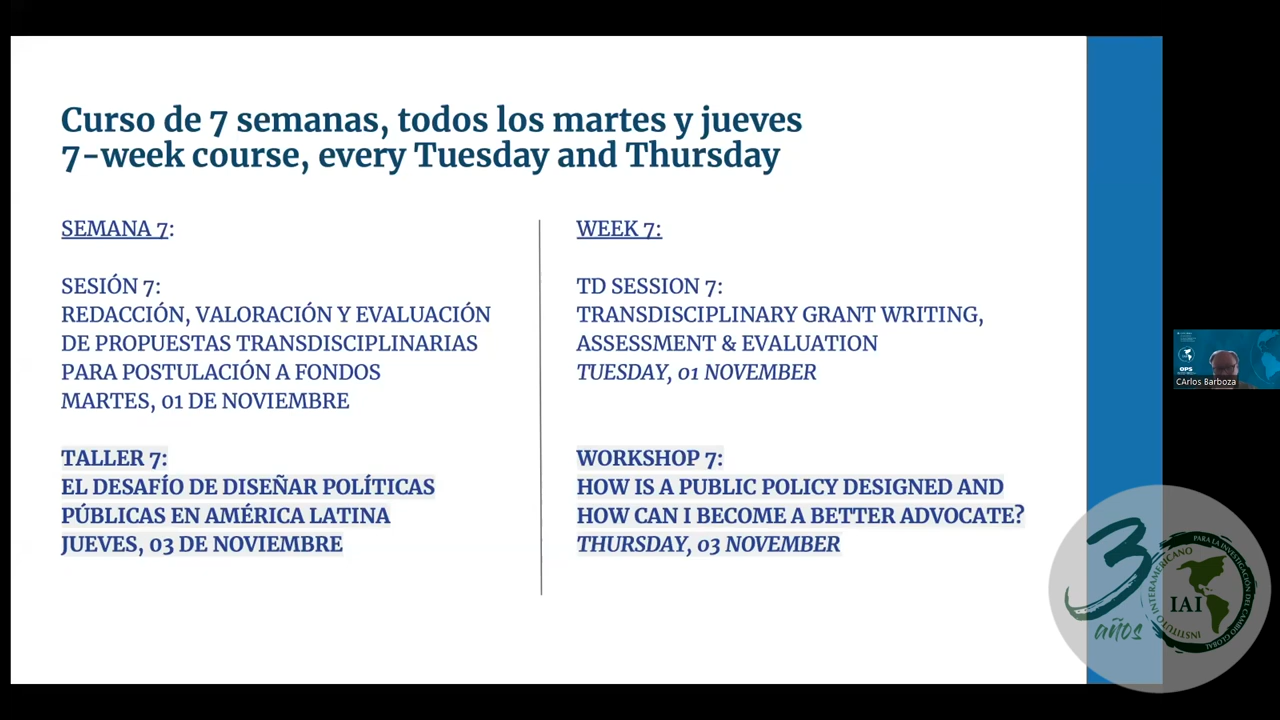 Curso de 7 semanas, todos los martes y jueves
7-week course, every Tuesday and Thursday
SEMANA 7:
SESIÓN 7:
REDACCIÓN, VALORACIÓN Y EVALUACIÓN
DE PROPUESTAS TRANSDISCIPLINARIAS
PARA POSTULACIÓN A FONDOS
MARTES, 01 DE NOVIEMBRE
TALLER 7:
EL DESAFÍO DE DISEÑAR POLÍTICAS
PÚBLICAS EN AMÉRICA LATINA
JUEVES, 03 DE NOVIEMBRE
WEEK 7:
TD SESSION 7:
TRANSDISCIPLINARY GRANT WRITING,
ASSESSMENT & EVALUATION
TUESDAY, 01 NOVEMBER
WORKSHOP 7:
HOW IS A PUBLIC POLICY DESIGNED AND
HOW CAN I BECOME A BETTER ADVOCATE?
THURSDAY, 03 NOVEMBER
OPS
CArlos Barboza
3
años
INSTITUTO INTERAMERICANO PARA LA INVESTIGACIÓN DEL CAMBIO GLOBAL
IAI